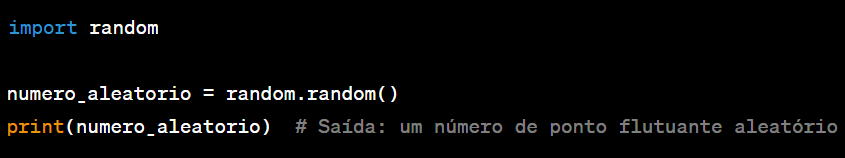 import random
numero_aleatorio = random.random()
print(numero_aleatorio)  # Saída: um número de ponto flutuante aleatório